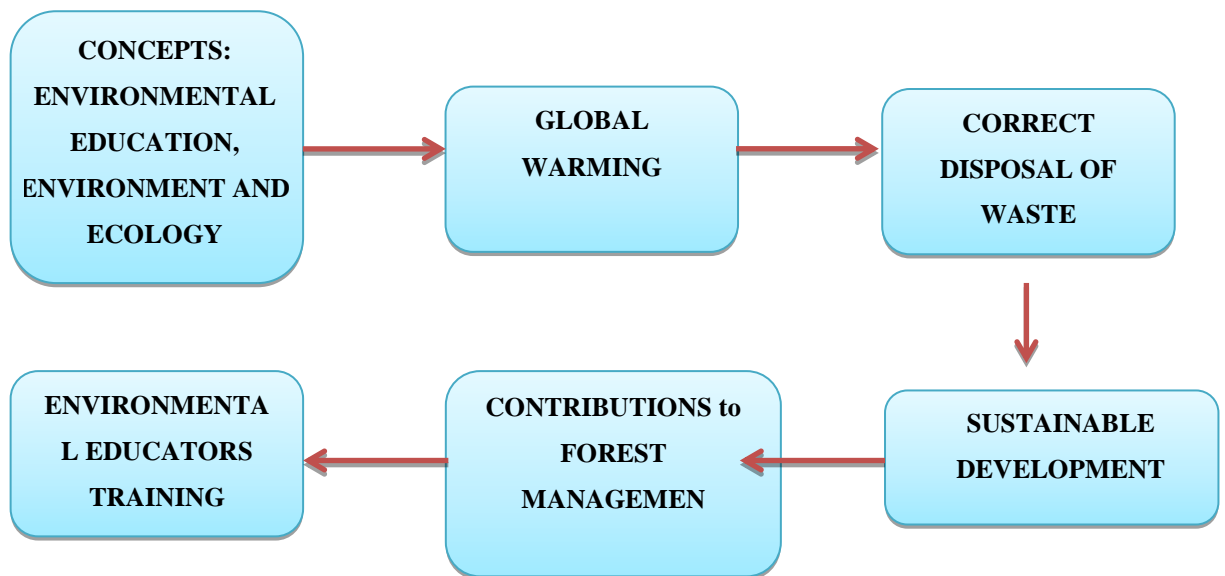 CONCEPTS:
ENVIRONMENTAL
EDUCATION,
ENVIRONMENT AND
ECOLOGY
GLOBAL
WARMING
CORRECT
DISPOSAL OF
WASTE
SUSTAINABLE
DEVELOPMENT
CONTRIBUTIONS to
FOREST
MANAGEMEN
ENVIRONMENTA
L EDUCATORS
TRAINING